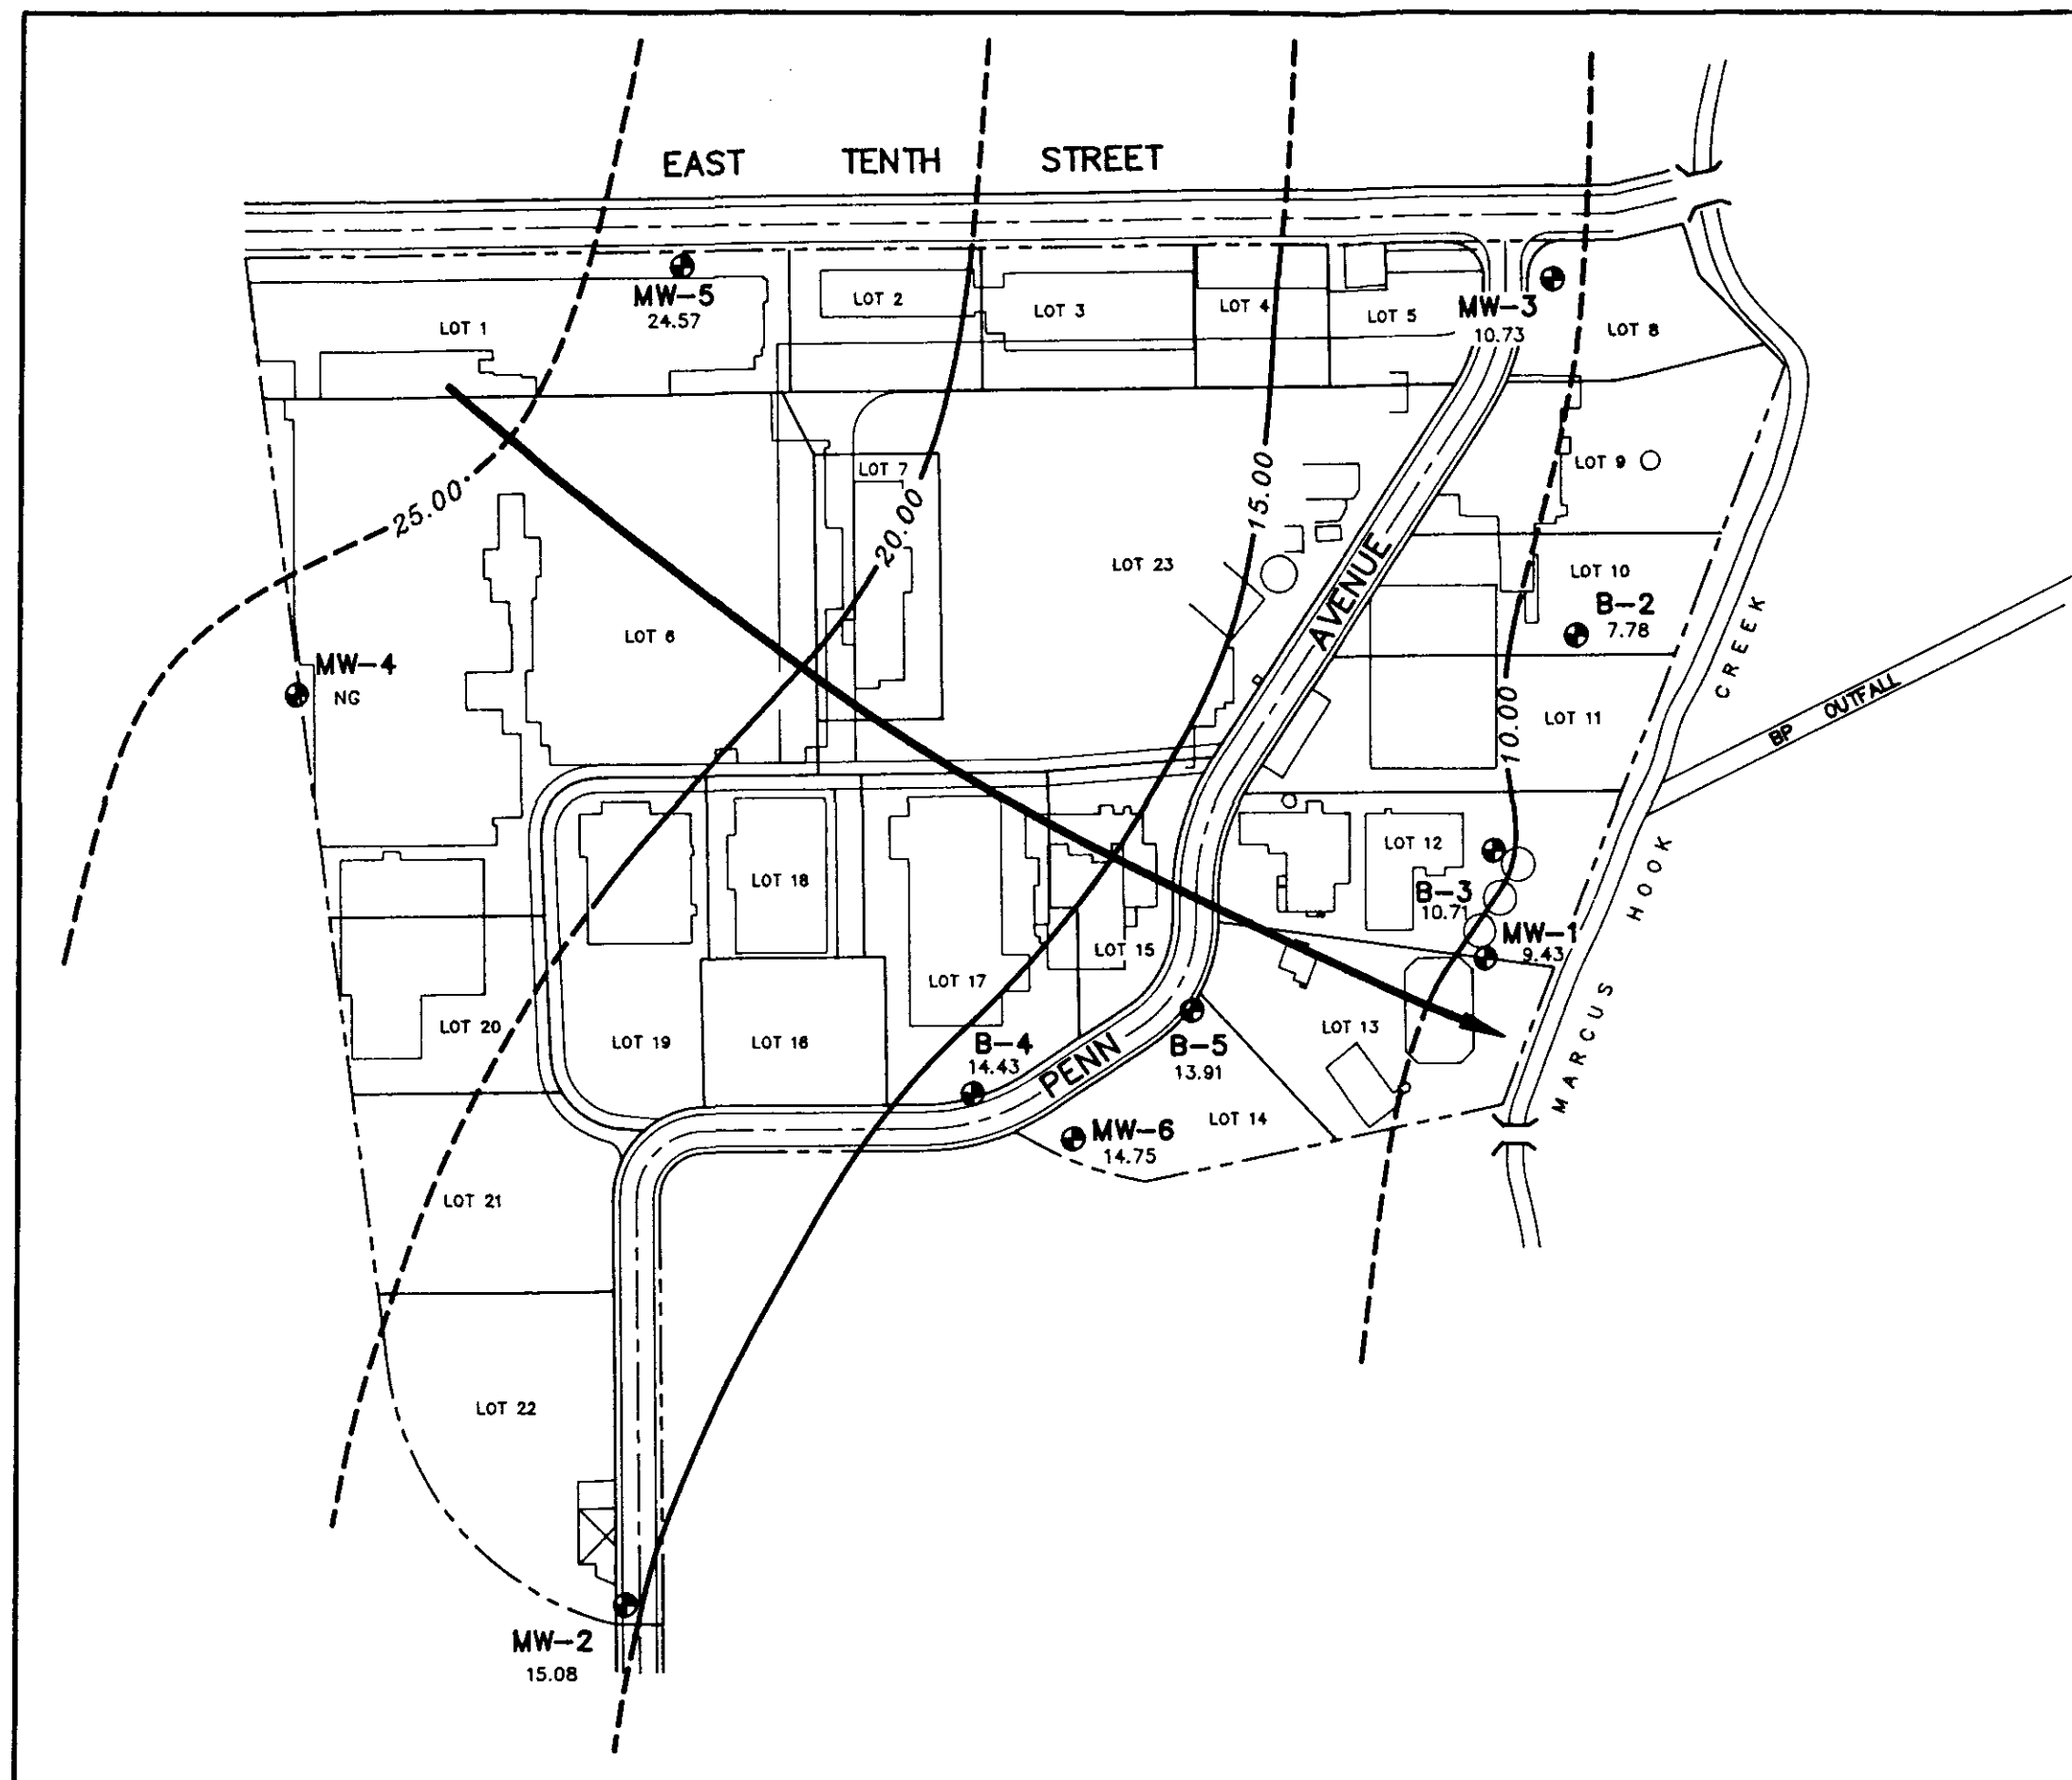 EAST TENTH STREET
MW-5
24.57
LOT 1
LOT 2
LOT 3
LOT 4
LOT 5
MW-3
10.73
LOT 8
25.00
LOT 7
20.00
15.00
LOT 9
LOT 23
AVENUE
LOT 10
B-2
7.78
LOT 6
MW-4
NG
10.00
LOT 11
CREEK
BP OUTFALL
LOT 18
LOT 12
HOOK
B-3
10.71
MW-1
9.43
LOT 15
LOT 17
LOT 20
LOT 19
LOT 16
B-4
14.43
PENN
B-5
13.91
LOT 13
MARCUS
MW-6
14.75
LOT 14
LOT 21
LOT 22
MW-2
15.08